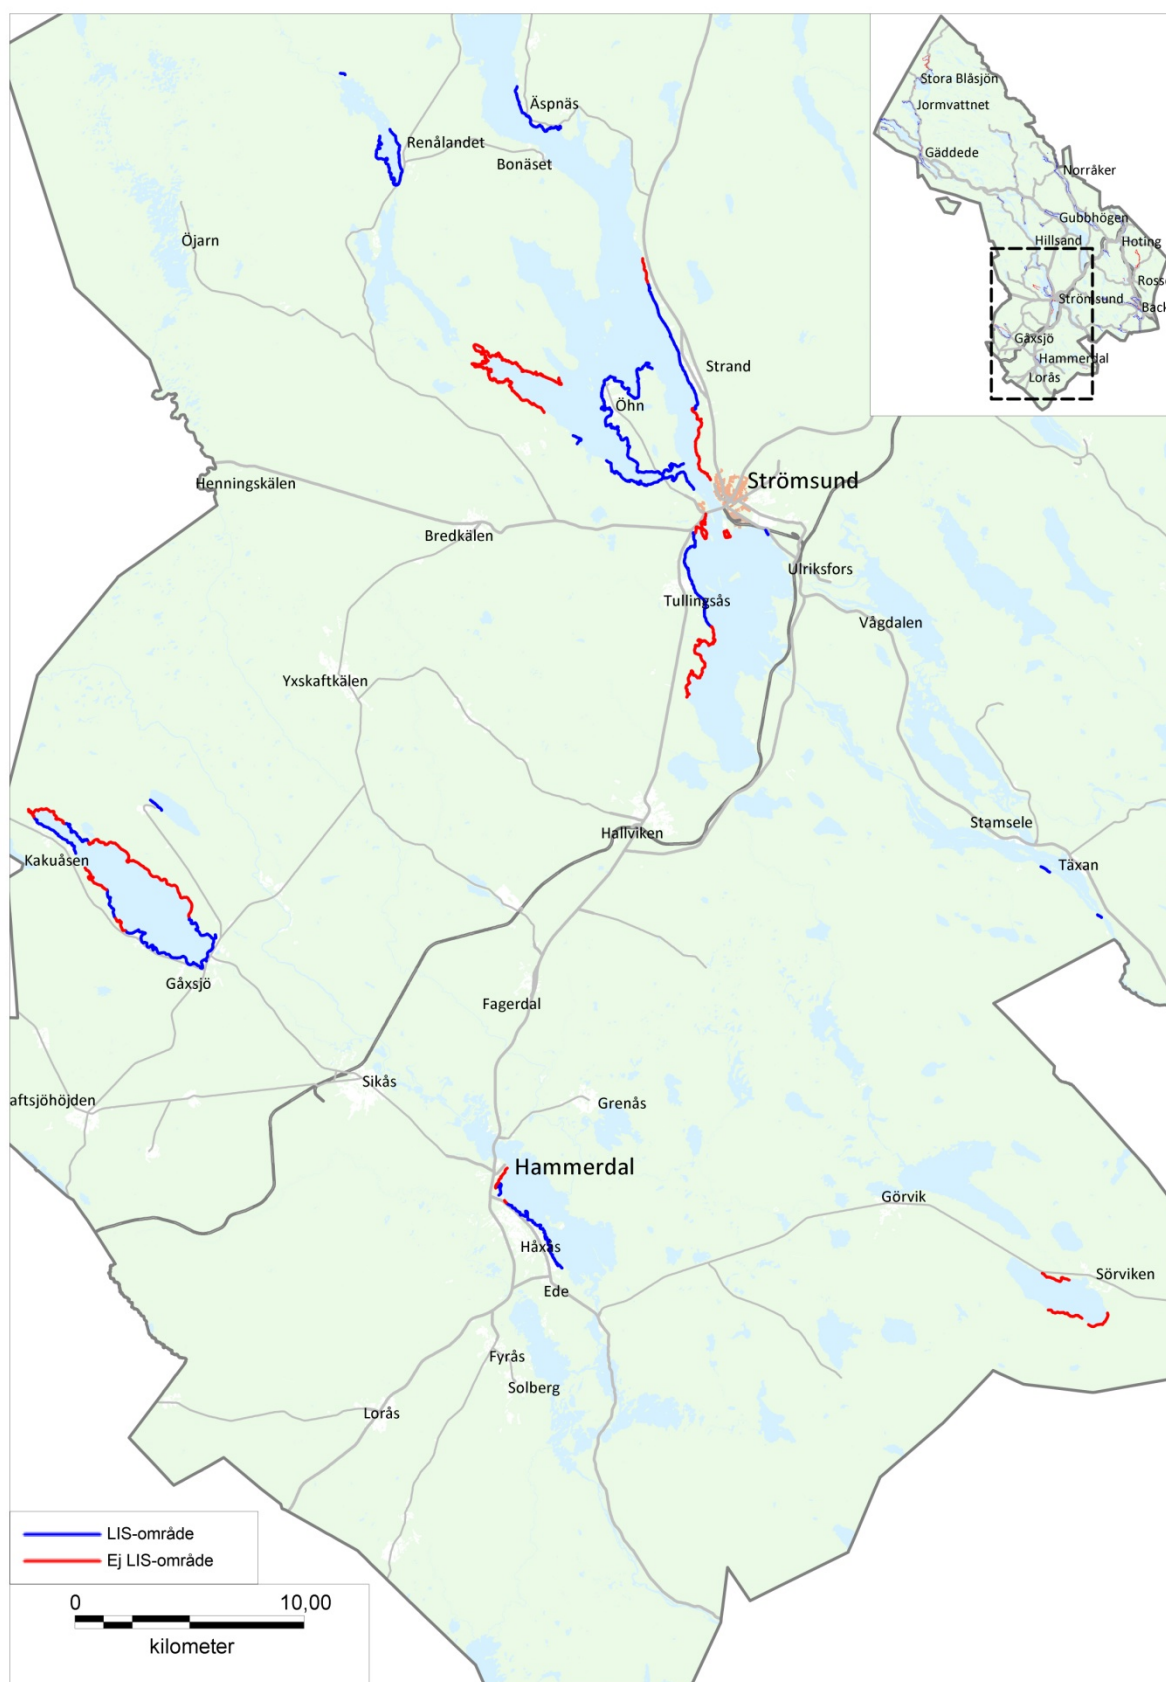 Stora Blåsjön
Jormvattnet
Gäddede
Norråker
Gubbhögen
Hillsand
Hoting
Rosse
Strömsund
Back
Gåxsjö
Hammerdal
Lorås
Äspnäs
Renålandet
Bonäset
Öjarn
Strand
Öhn
Strömsund
Henningskälen
Bredkälen
Ulriksfors
Tullingsås
Vågdalen
Yxskaftkälen
Stamsele
Hallviken
Kakuåsen
Täxan
Gåxsjö
Fagerdal
Sikås
aftsjöhöjden
Grenås
Hammerdal
Görvik
Håxås
Sörviken
Ede
Fyrås
Solberg
Lorås
LIS-område
Ej LIS-område
0 10,00
kilometer